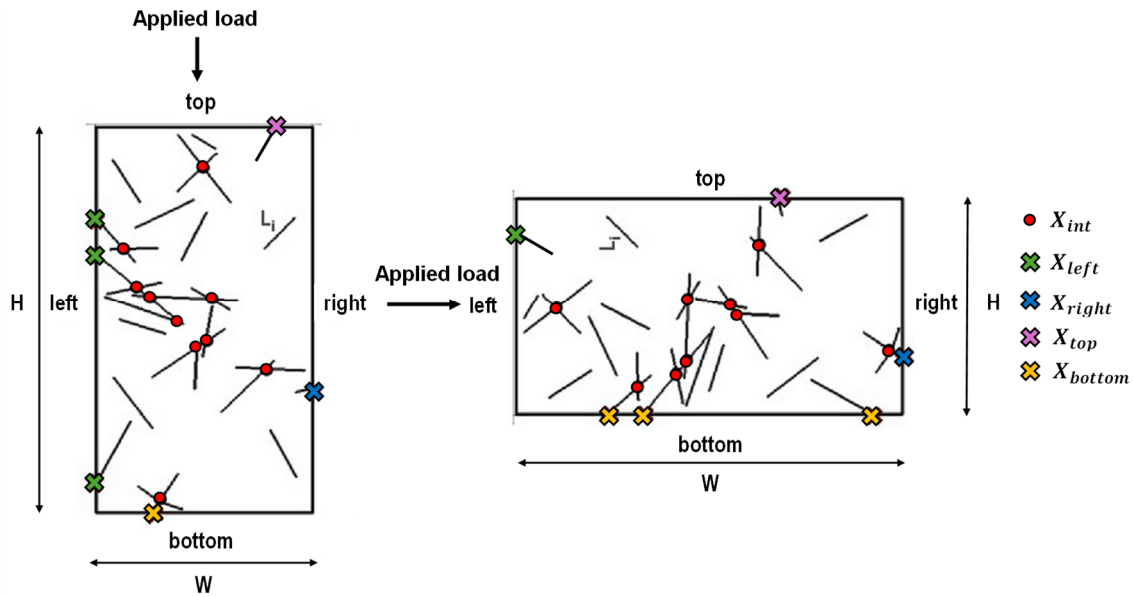 Applied load
top
L_i
H
left
right
bottom
W
Applied load
top
L_i
left
right
H
bottom
W
X_int
X_left
X_right
X_top
X_bottom